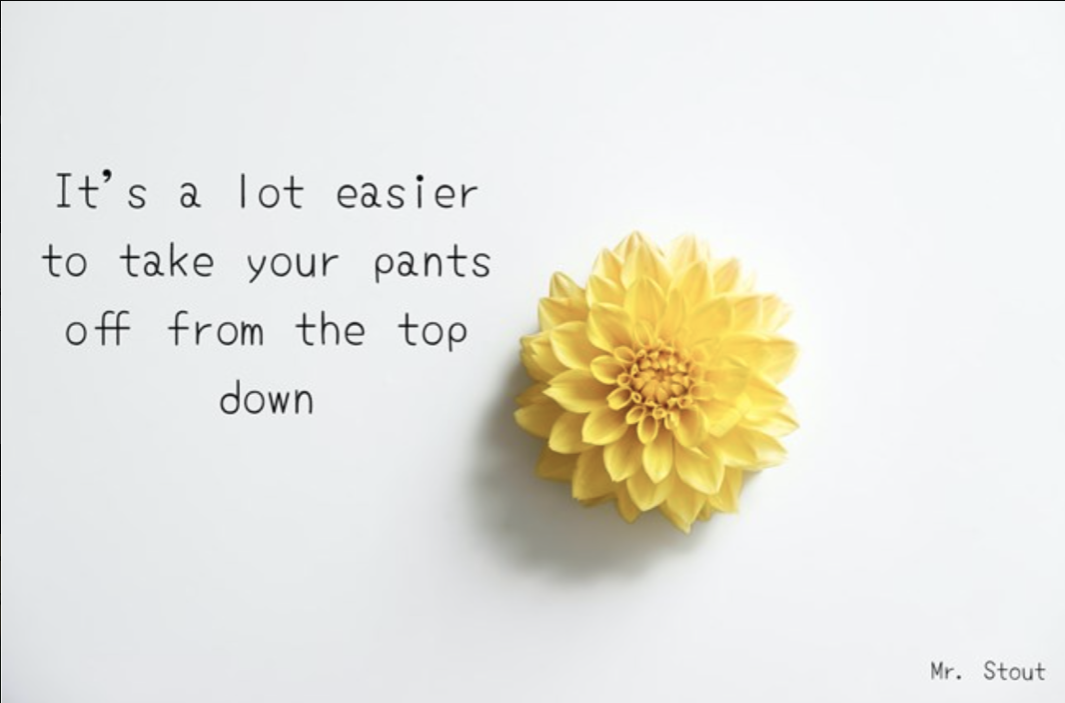 It's a lot easier
to take your pants
off from the top
down
Mr. Stout